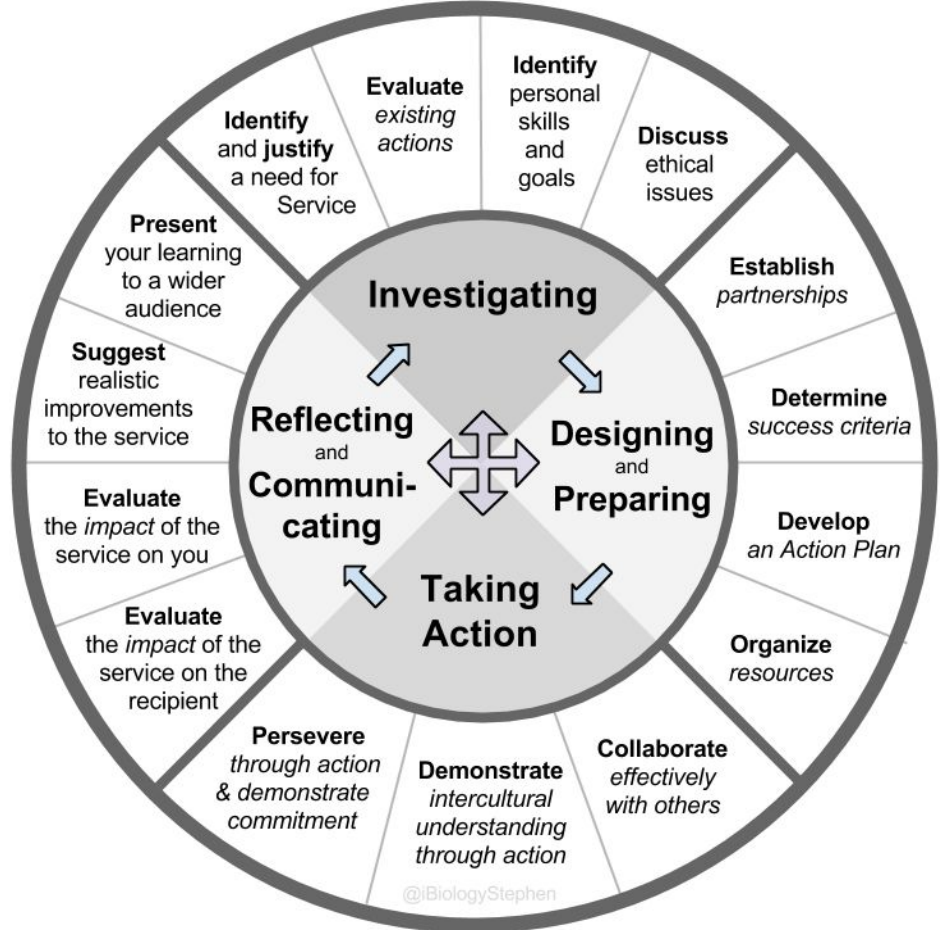 Investigating
Designing
and
Preparing
Taking
Action
Reflecting
and
Communi-
cating
Identify
and justify
a need for
Service
Evaluate
existing
actions
Identify
personal
skills
and
goals
Discuss
ethical
issues
Establish
partnerships
Determine
success criteria
Develop
an Action Plan
Organize
resources
Collaborate
effectively
with others
Demonstrate
intercultural
understanding
through action
Persevere
through action
& demonstrate
commitment
Evaluate
the impact of the
service on the
recipient
Evaluate
the impact of the
service on you
Suggest
realistic
improvements
to the service
Present
your learning
to a wider
audience
@iBiologyStephen